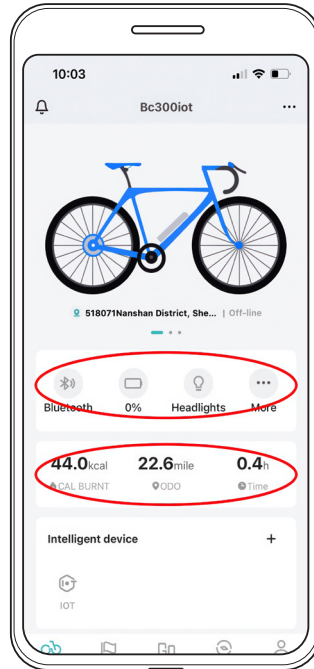 10:03
Bc300iot
518071Nanshan District, She... | Off-line
Bluetooth 0% Headlights More
44.0kcal 22.6mile 0.4h
CAL BURNT ODO Time
Intelligent device +
IOT